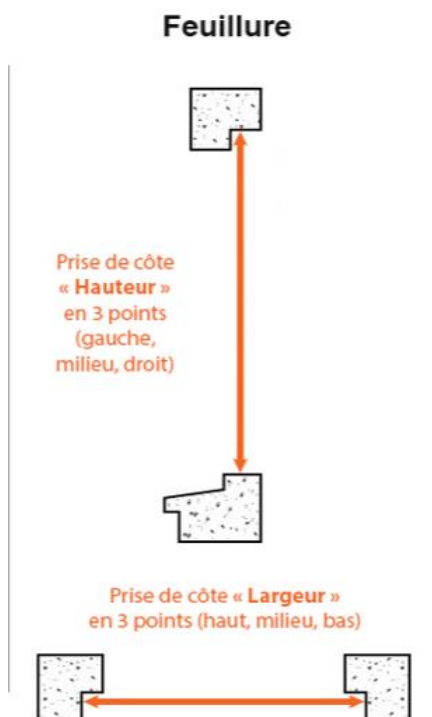 Feuillure
Prise de côte
« Hauteur »
en 3 points
(gauche,
milieu, droit)
Prise de côte « Largeur »
en 3 points (haut, milieu, bas)